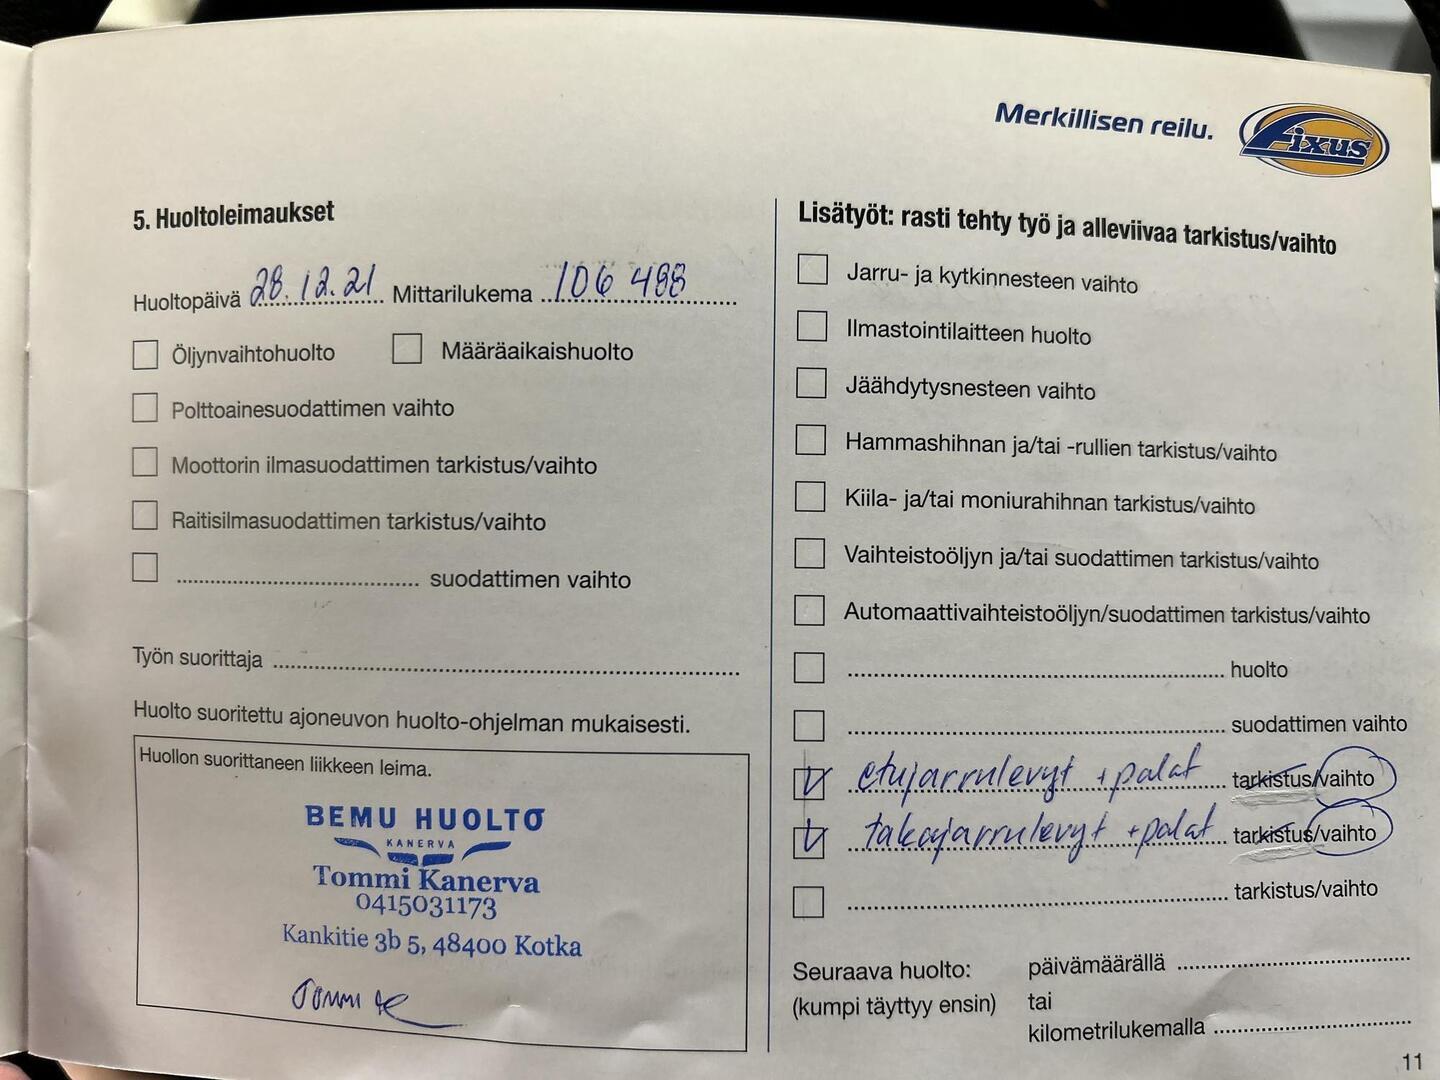 Merkillisen reilu.
Fixus
5. Huoltoleimaukset
Huoltopäivä 28.12.21 Mittarilukema 106 488
Öljynvaihtohuolto Määräaikaishuolto
Polttoainesuodattimen vaihto
Moottorin ilmasuodattimen tarkistus/vaihto
Raitisilmasuodattimen tarkistus/vaihto
suodattimen vaihto
Työn suorittaja
Huolto suoritettu ajoneuvon huolto-ohjelman mukaisesti.
Huollon suorittaneen liikkeen leima.
BEMU HUOLTO
KANERVA
Tommi Kanerva
0415031173
Kankitie 3b 5, 48400 Kotka
Tommi
Lisätyöt: rasti tehty työ ja alleviivaa tarkistus/vaihto
Jarru- ja kytkinnesteen vaihto
Ilmastointilaitteen huolto
Jäähdytysnesteen vaihto
Hammashihnan ja/tai -rullien tarkistus/vaihto
Kiila- ja/tai moniurahihnan tarkistus/vaihto
Vaihteistoöljyn ja/tai suodattimen tarkistus/vaihto
Automaattivaihteistoöljyn/suodattimen tarkistus/vaihto
huolto
suodattimen vaihto
etujarrulevyt + palat tarkistus/vaihto
takajarrulevyt + palat tarkistus/vaihto
tarkistus/vaihto
Seuraava huolto: päivämäärällä
(kumpi täyttyy ensin) tai
kilometrilukemalla
11